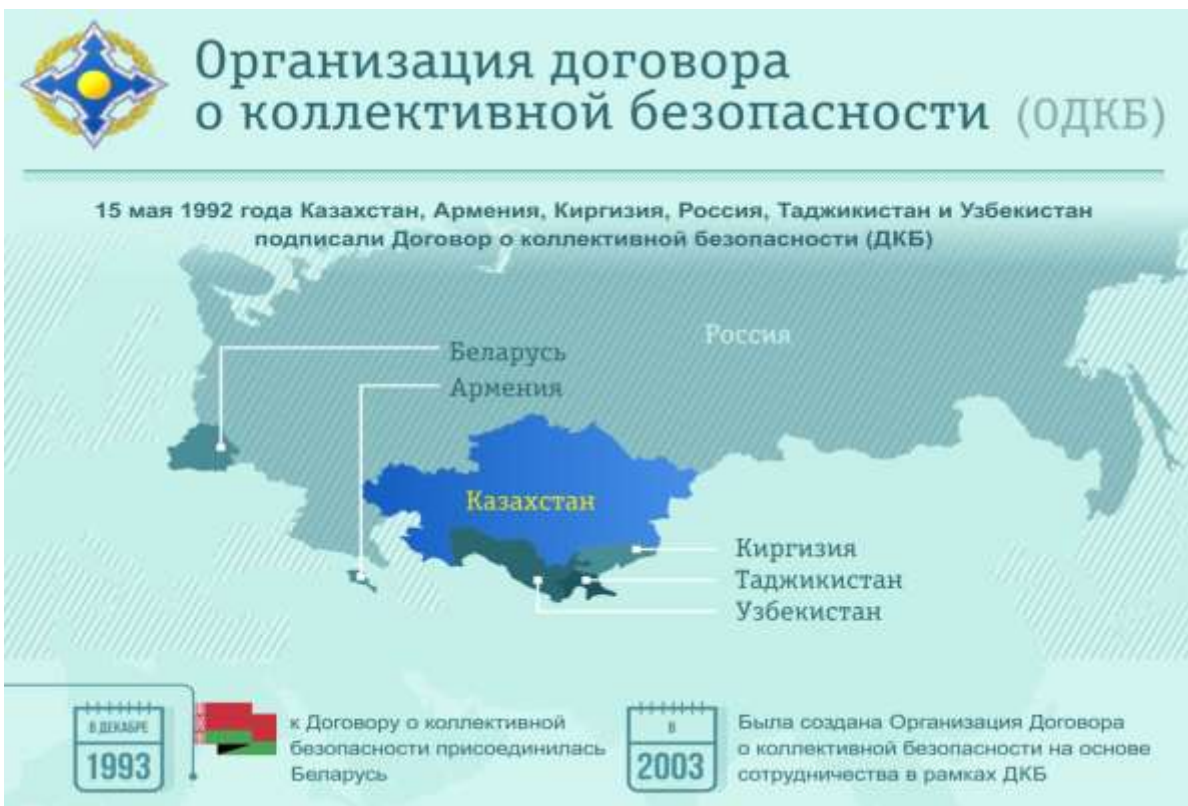 Организация договора
о коллективной безопасности (ОДКБ)
15 мая 1992 года Казахстан, Армения, Киргизия, Россия, Таджикистан и Узбекистан
подписали Договор о коллективной безопасности (ДКБ)
Россия
Беларусь
Армения
Казахстан
Киргизия
Таджикистан
Узбекистан
В ДЕКАБРЕ
1993
к Договору о коллективной
безопасности присоединилась
Беларусь
В
2003
Была создана Организация Договора
о коллективной безопасности на основе
сотрудничества в рамках ДКБ